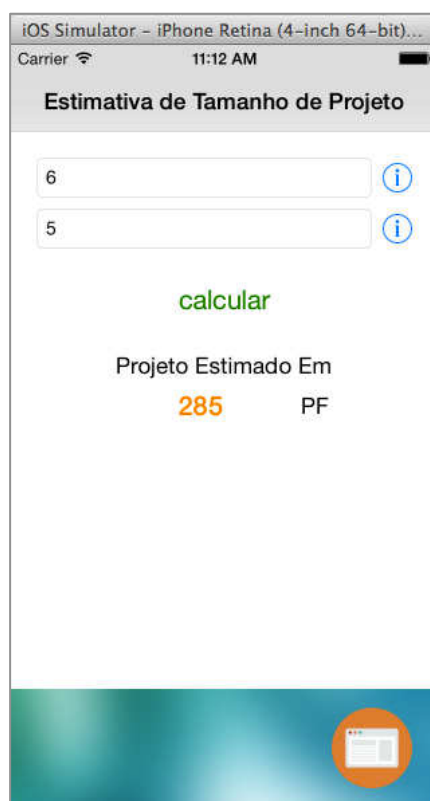 iOS Simulator – iPhone Retina (4-inch 64-bit)...
Carrier 11:12 AM
Estimativa de Tamanho de Projeto
6
5
calcular
Projeto Estimado Em
285 PF